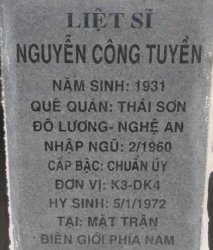 LIỆT SĨ
NGUYỄN CÔNG TUYỀN
NĂM SINH: 1931
QUÊ QUÁN: THÁI SƠN
ĐÔ LƯƠNG- NGHỆ AN
NHẬP NGŨ: 2/1960
CẤP BẬC: CHUẨN ÚY
ĐƠN VỊ: K3-DK4
HY SINH: 5/1/1972
TẠI: MẶT TRẬN
BIÊN GIỚI PHÍA NAM